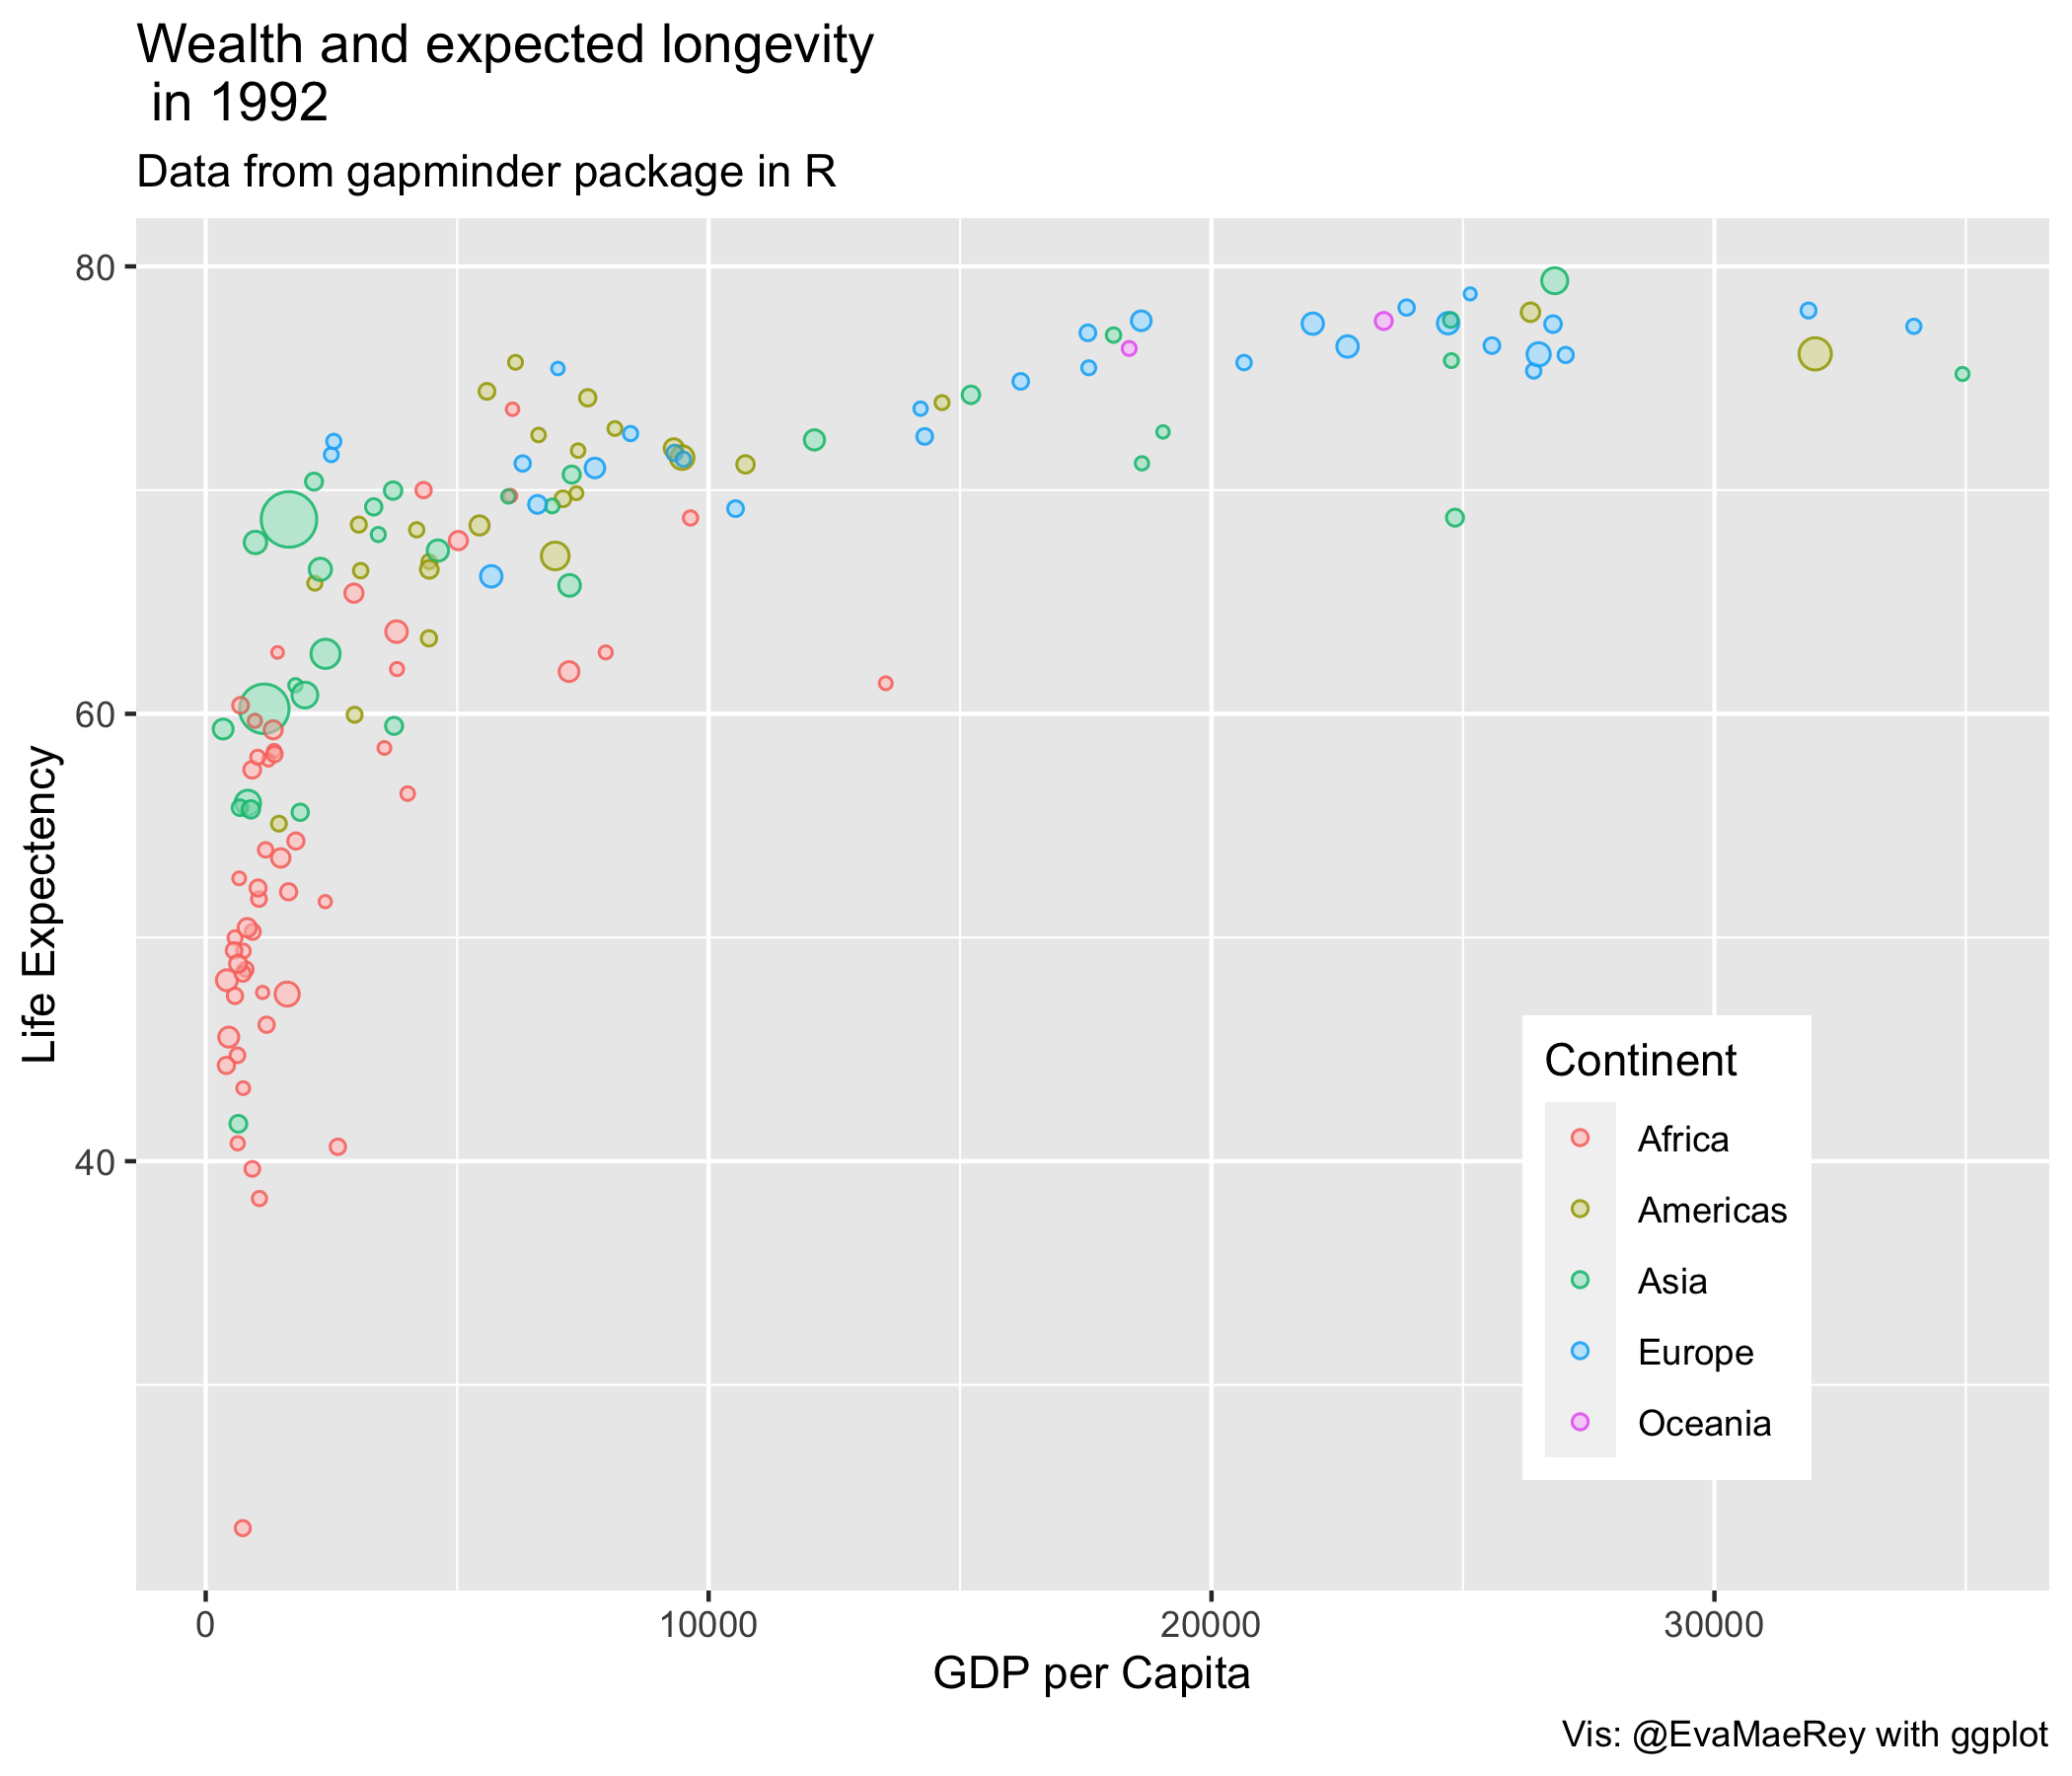 Wealth and expected longevity
in 1992
Data from gapminder package in R
80
60
40
Life Expectency
0 10000 20000 30000
GDP per Capita
Continent
Africa
Americas
Asia
Europe
Oceania
Vis: @EvaMaeRey with ggplot